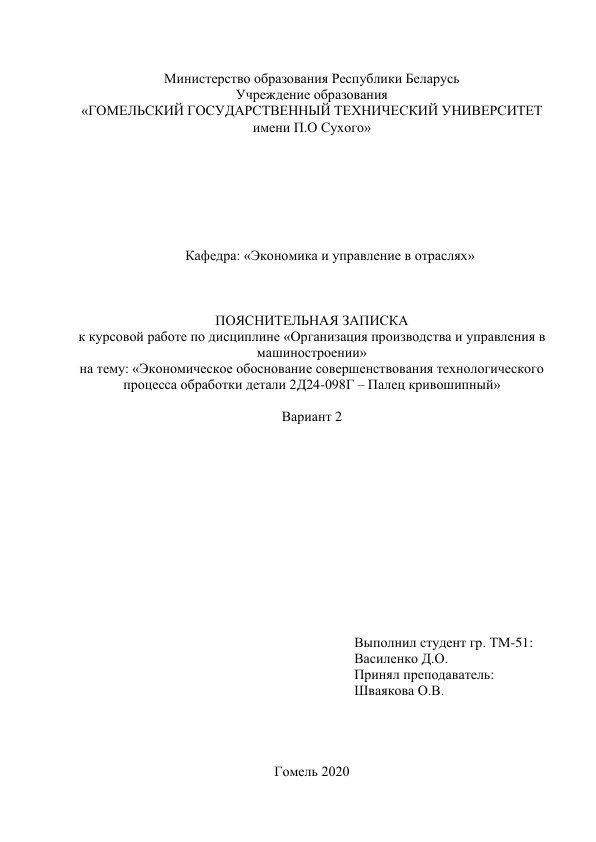 Министерство образования Республики Беларусь
Учреждение образования
«ГОМЕЛЬСКИЙ ГОСУДАРСТВЕННЫЙ ТЕХНИЧЕСКИЙ УНИВЕРСИТЕТ
имени П.О Сухого»
Кафедра: «Экономика и управление в отраслях»
ПОЯСНИТЕЛЬНАЯ ЗАПИСКА
к курсовой работе по дисциплине «Организация производства и управления в
машиностроении»
на тему: «Экономическое обоснование совершенствования технологического
процесса обработки детали 2Д24-098Г – Палец кривошипный»
Вариант 2
Выполнил студент гр. ТМ-51:
Василенко Д.О.
Принял преподаватель:
Шваякова О.В.
Гомель 2020